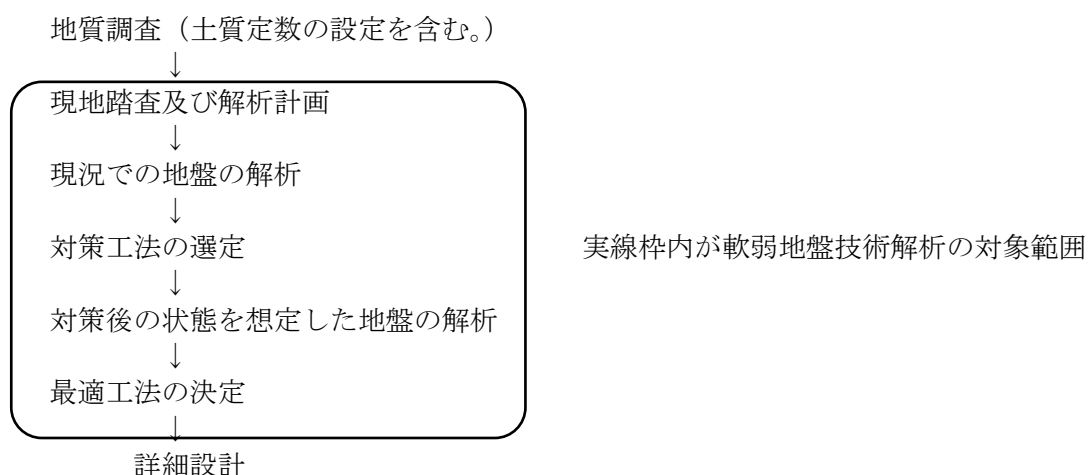 地質調査（土質定数の設定を含む。）
↓
現地踏査及び解析計画
↓
現況での地盤の解析
↓
対策工法の選定
実線枠内が軟弱地盤技術解析の対象範囲
↓
対策後の状態を想定した地盤の解析
↓
最適工法の決定
↓
詳細設計